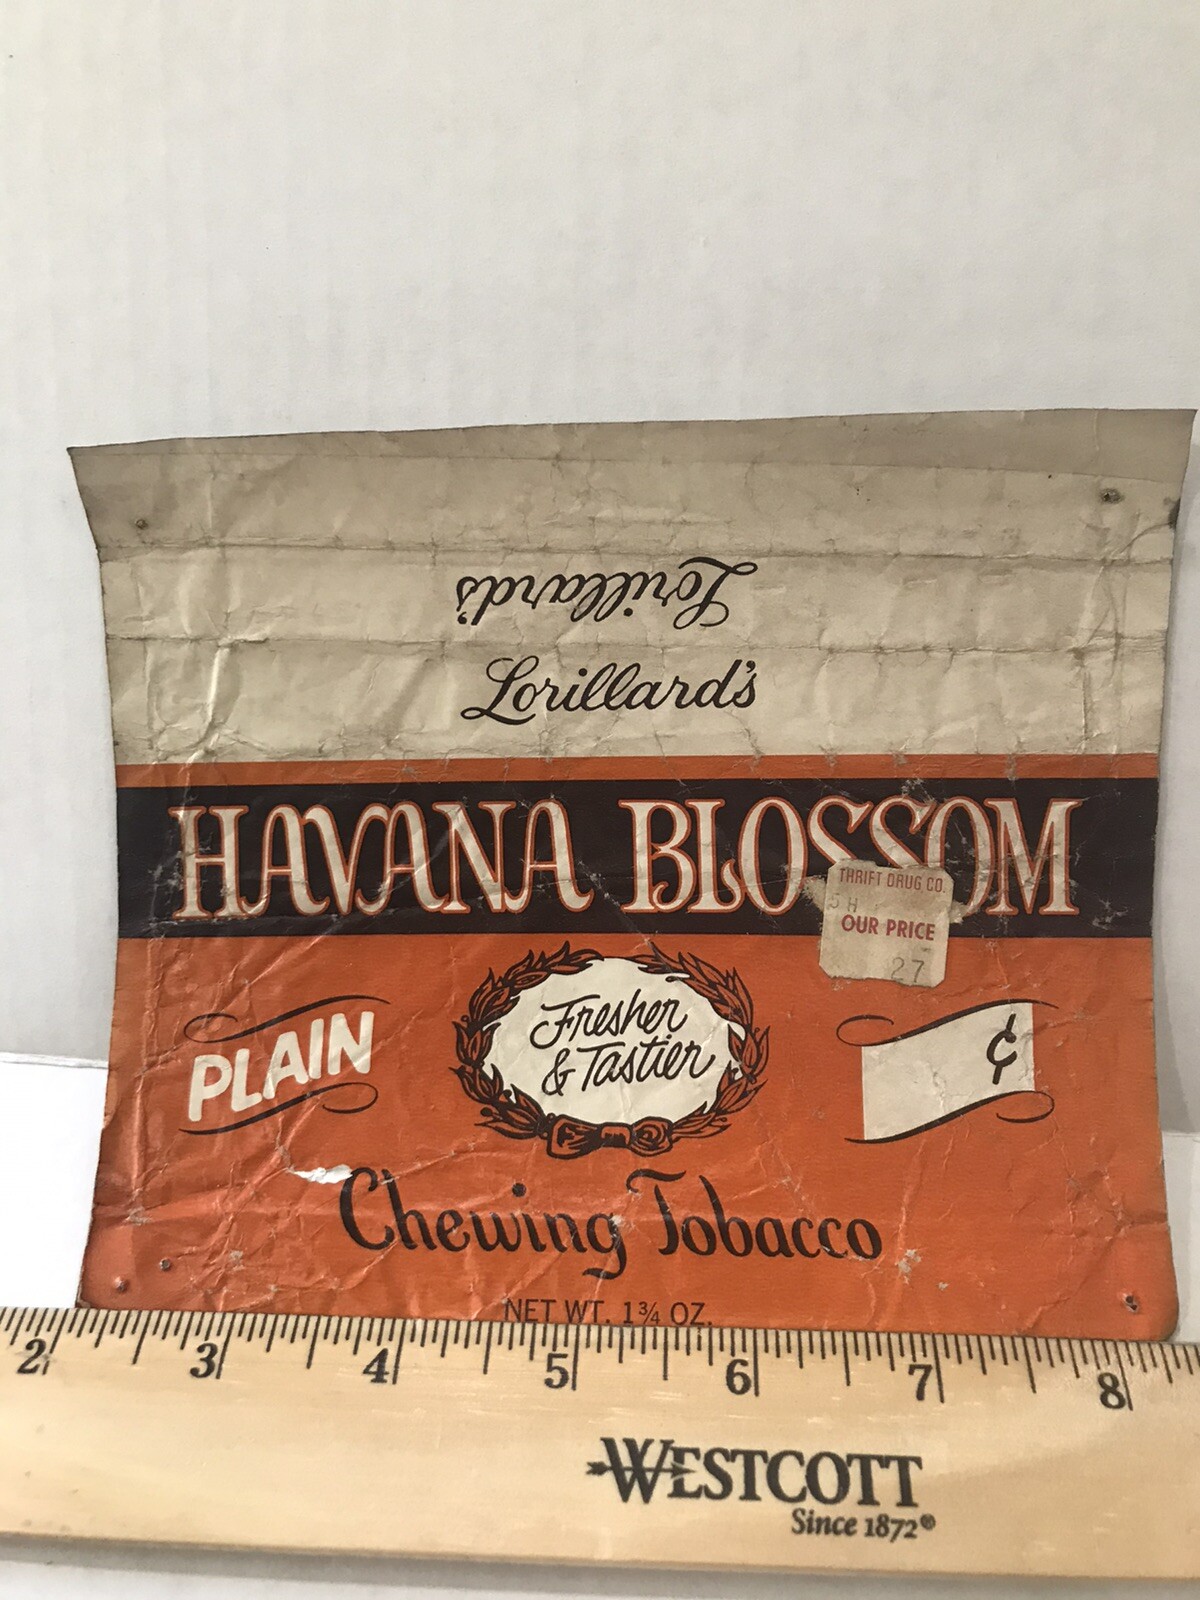 Lorillard's
Lorillard's
HAVANA BLOSSOM
THRIFT DRUG CO.
5 H
OUR PRICE
27
PLAIN
Fresher
& Tastier
¢
Chewing Tobacco
NET WT. 1¾ OZ.
2 3 4 5 6 7 8
WESTCOTT
Since 1872®